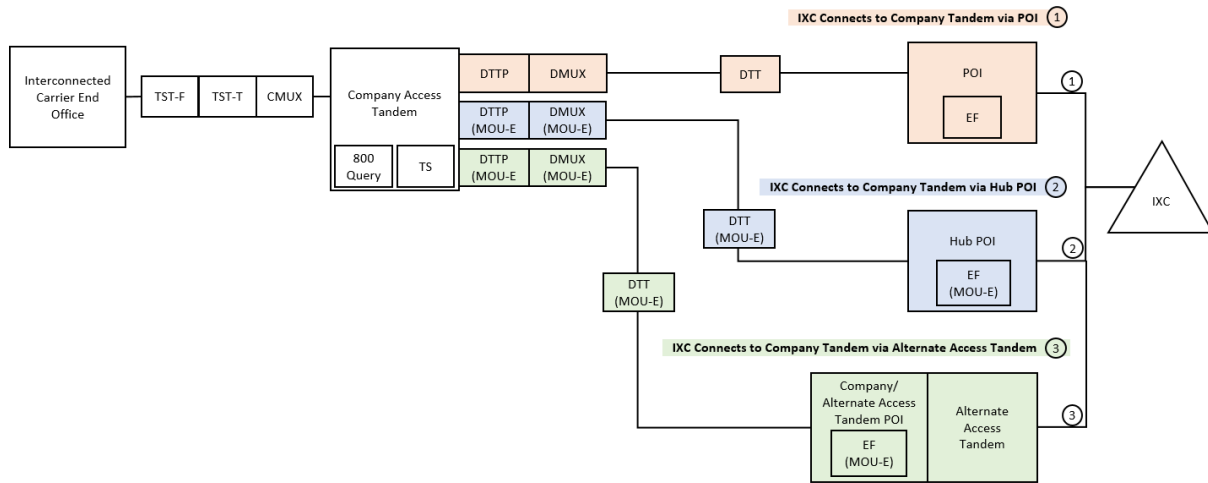 IXC Connects to Company Tandem via POI 1
Interconnected
Carrier End
Office
TST-F
TST-T
CMUX
Company Access
Tandem
800
Query
TS
DTTP
DMUX
DTT
POI
EF
1
DTTP
(MOU-E
DMUX
(MOU-E)
DTTP
(MOU-E
DMUX
(MOU-E)
IXC Connects to Company Tandem via Hub POI 2
DTT
(MOU-E)
Hub POI
EF
(MOU-E)
2
IXC
DTT
(MOU-E)
IXC Connects to Company Tandem via Alternate Access Tandem 3
Company/
Alternate Access
Tandem POI
EF
(MOU-E)
Alternate
Access
Tandem
3